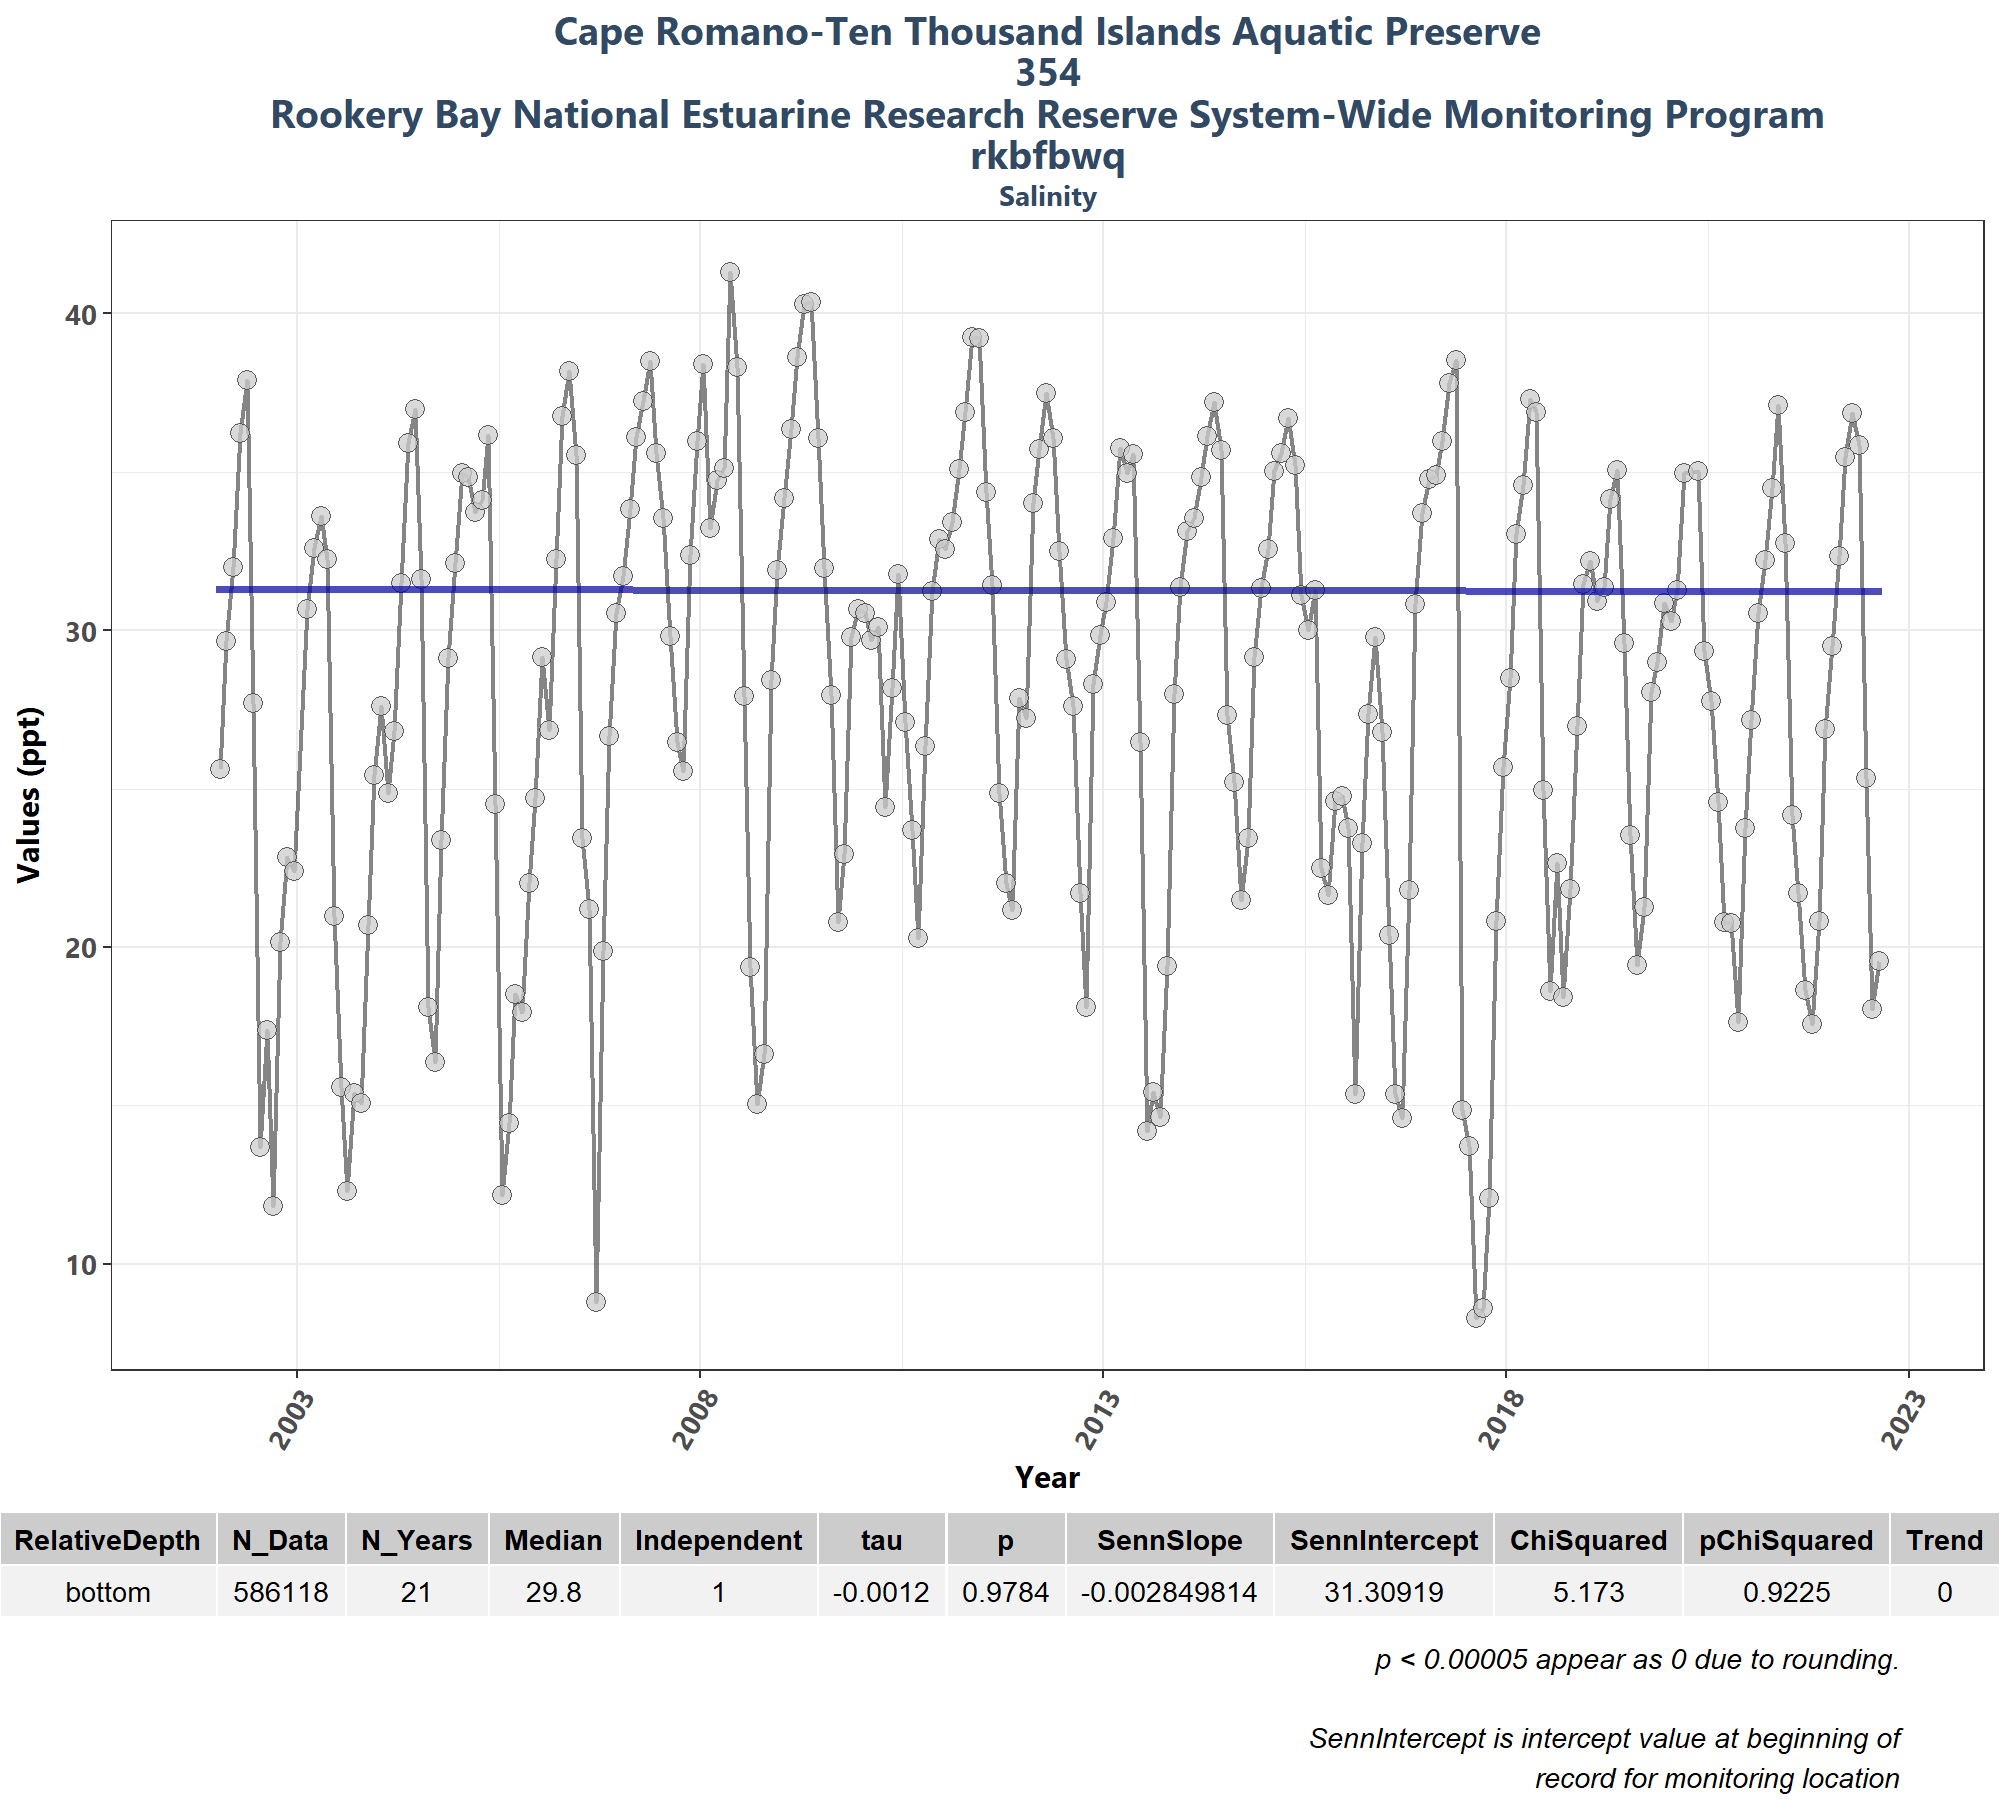 Cape Romano-Ten Thousand Islands Aquatic Preserve
354
Rookery Bay National Estuarine Research Reserve System-Wide Monitoring Program
rkbfbwq
Salinity
40
30
20
10
Values (ppt)
2003 2008 2013 2018 2023
Year
RelativeDepth N_Data N_Years Median Independent tau p SennSlope SennIntercept ChiSquared pChiSquared Trend
bottom 586118 21 29.8 1 -0.0012 0.9784 -0.002849814 31.30919 5.173 0.9225 0
p < 0.00005 appear as 0 due to rounding.
SennIntercept is intercept value at beginning of
record for monitoring location